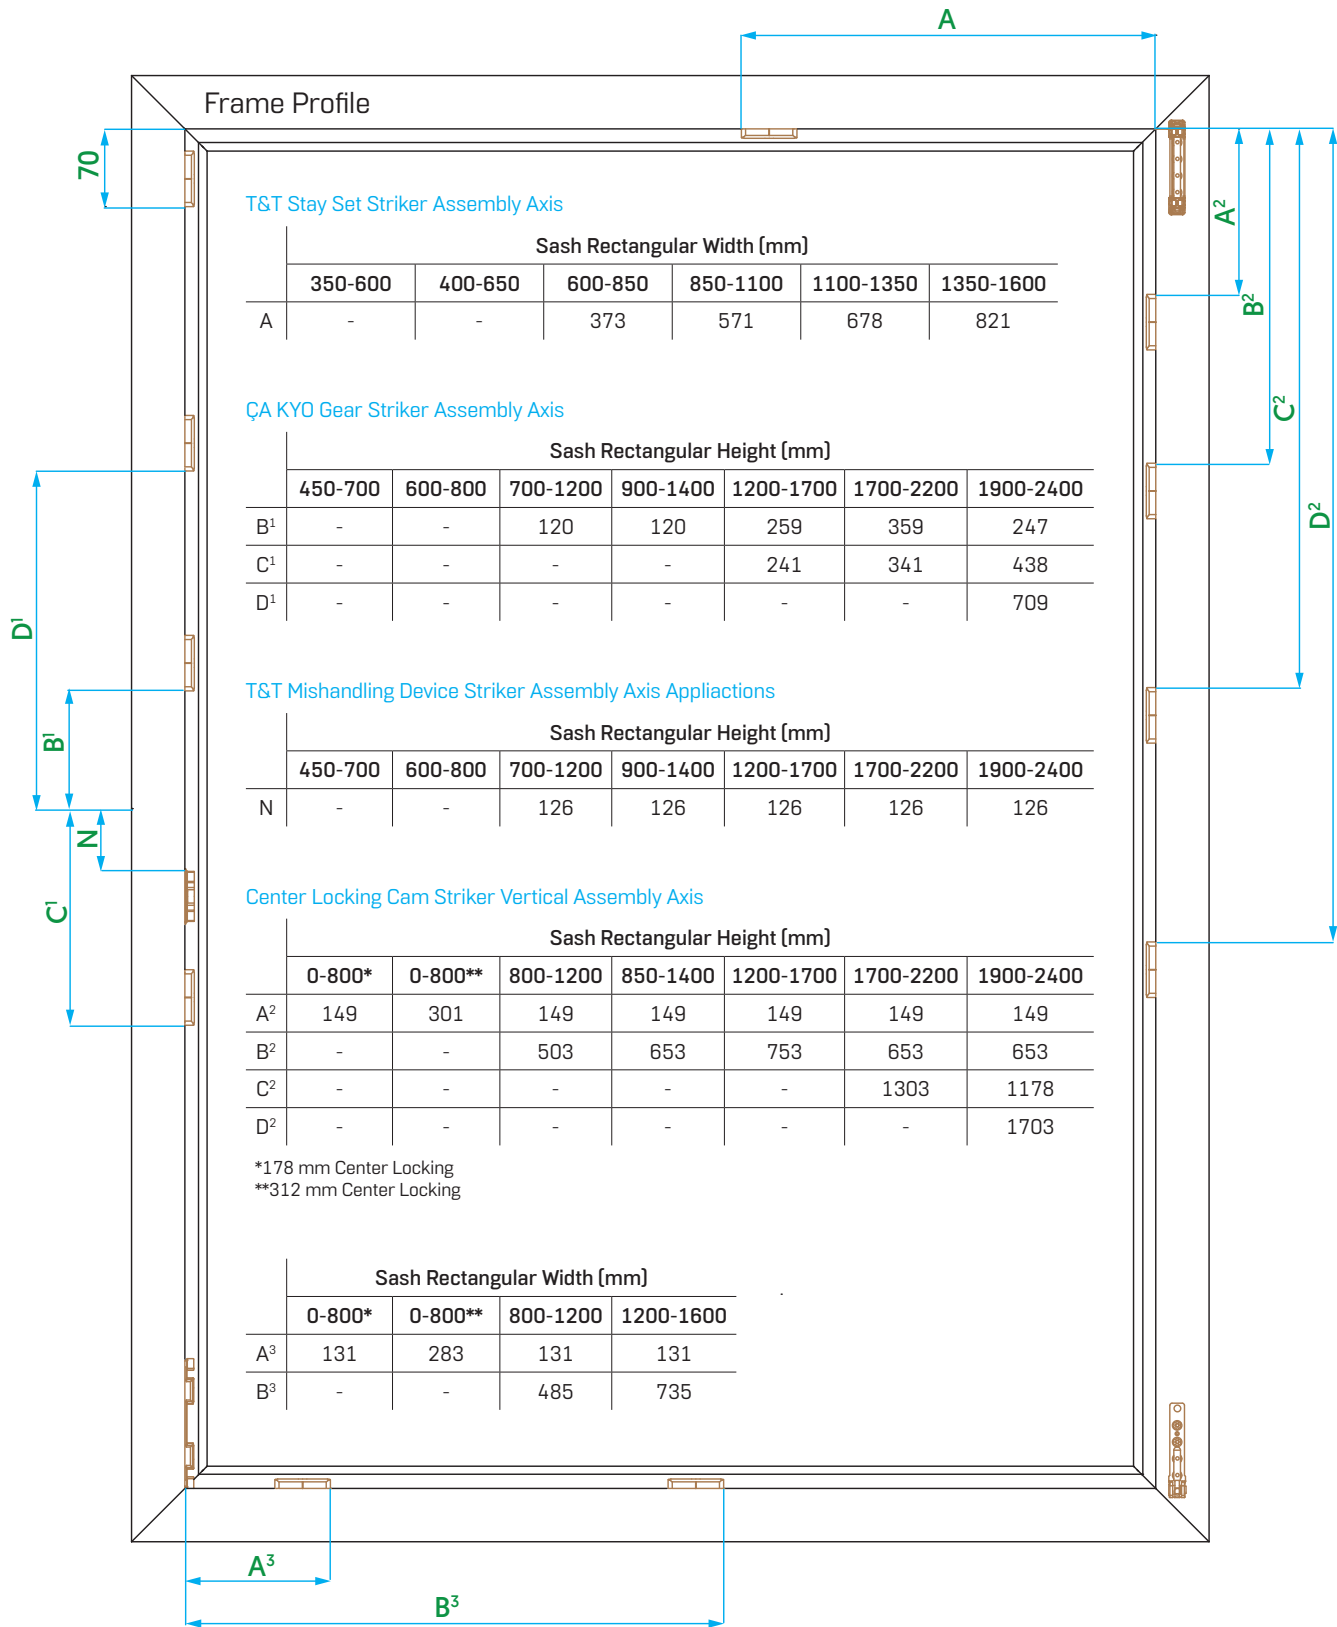 A
Frame Profile
70
T&T Stay Set Striker Assembly Axis
Sash Rectangular Width (mm)
350-600 400-650 600-850 850-1100 1100-1350 1350-1600
A - - 373 571 678 821
A²
B²
C²
D²
ÇA KYO Gear Striker Assembly Axis
Sash Rectangular Height (mm)
450-700 600-800 700-1200 900-1400 1200-1700 1700-2200 1900-2400
B¹ - - 120 120 259 359 247
C¹ - - - - 241 341 438
D¹ - - - - - - 709
D¹
B¹
N
C¹
T&T Mishandling Device Striker Assembly Axis Appliactions
Sash Rectangular Height (mm)
450-700 600-800 700-1200 900-1400 1200-1700 1700-2200 1900-2400
N - - 126 126 126 126 126
Center Locking Cam Striker Vertical Assembly Axis
Sash Rectangular Height (mm)
0-800* 0-800** 800-1200 850-1400 1200-1700 1700-2200 1900-2400
A² 149 301 149 149 149 149 149
B² - - 503 653 753 653 653
C² - - - - - 1303 1178
D² - - - - - - 1703
*178 mm Center Locking
**312 mm Center Locking
Sash Rectangular Width (mm)
0-800* 0-800** 800-1200 1200-1600
A³ 131 283 131 131
B³ - - 485 735
A³
B³